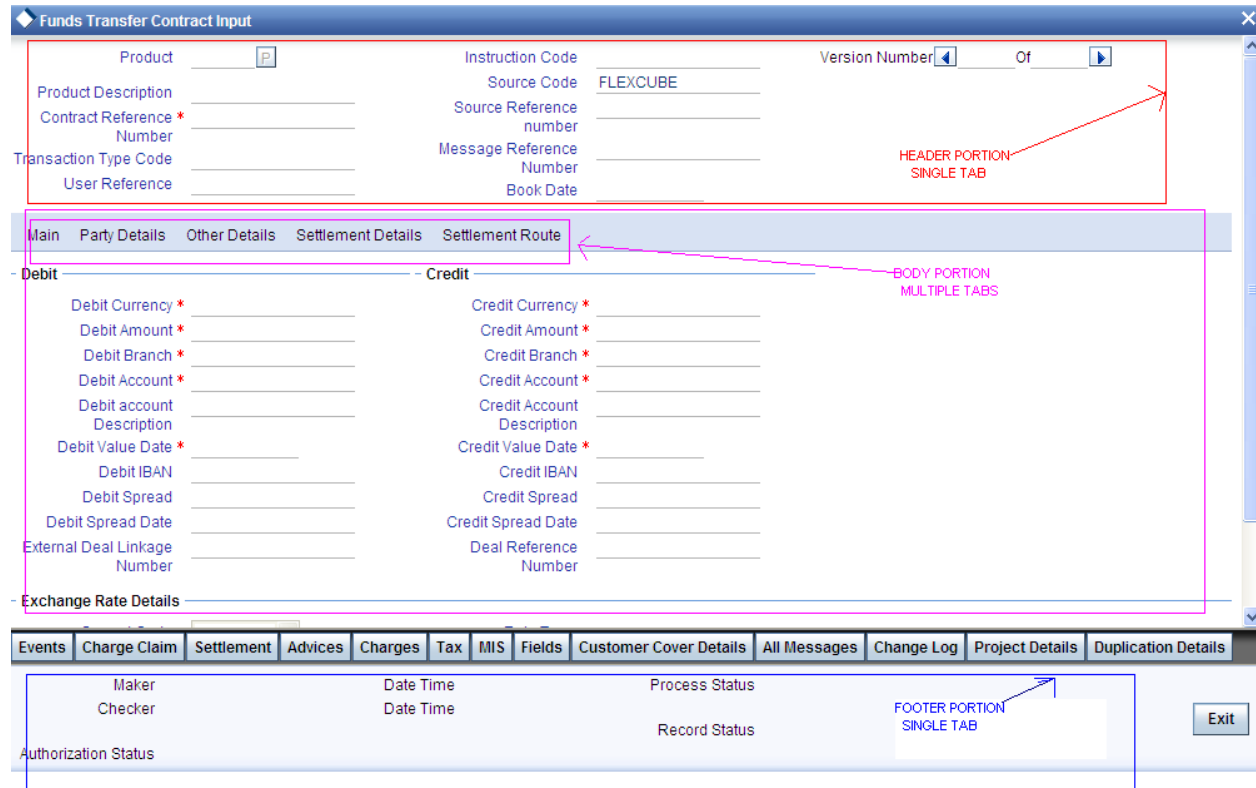 Funds Transfer Contract Input
Product P Instruction Code Version Number Of
Source Code FLEXCUBE
Product Description
Source Reference
number
Contract Reference *
Number
Message Reference
Number
Transaction Type Code
User Reference Book Date
HEADER PORTION
SINGLE TAB
Main Party Details Other Details Settlement Details Settlement Route
BODY PORTION
MULTIPLE TABS
Debit Credit
Debit Currency * Credit Currency *
Debit Amount * Credit Amount *
Debit Branch * Credit Branch *
Debit Account * Credit Account *
Debit account Credit Account
Description Description
Debit Value Date * Credit Value Date *
Debit IBAN Credit IBAN
Debit Spread Credit Spread
Debit Spread Date Credit Spread Date
External Deal Linkage Deal Reference
Number Number
Exchange Rate Details
Events Charge Claim Settlement Advices Charges Tax MIS Fields Customer Cover Details All Messages Change Log Project Details Duplication Details
Maker Date Time Process Status
Checker Date Time
Record Status
Authorization Status
FOOTER PORTION
SINGLE TAB
Exit